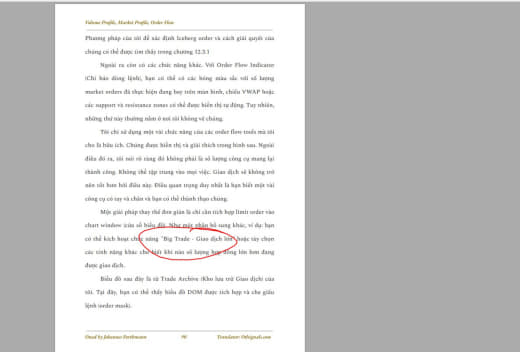 Volume Profile, Market Profile, Order Flow
Phương pháp của tôi để xác định Iceberg order và cách giải quyết của
chúng có thể được tìm thấy trong chương 12.3.1
Ngoài ra còn có các chức năng khác. Với Order Flow Indicator
(Chỉ báo dòng lệnh), bạn có thể có các bóng màu sắc với số lượng
market orders đã thực hiện đang bay trên màn hình, chiếu VWAP hoặc
các support và resistance zones có thể được hiển thị tự động. Tuy nhiên,
những thứ này thường nằm ở nơi tôi không vẽ chúng.
Tôi chỉ sử dụng một vài chức năng của các order flow tools mà tôi
cho là hữu ích. Chúng được hiển thị và giải thích trong hình sau. Ngoài
điều đó ra, tôi nói rõ ràng đó không phải là số lượng công cụ mang lại
thành công. Không thể tập trung vào mọi việc. Giao dịch sẽ không trở
nên tốt hơn bởi điều này. Điều quan trọng duy nhất là bạn biết một vài
công cụ có tay và chân và bạn có thể thành thạo chúng.
Một giải pháp thay thế đơn giản là chỉ cần tích hợp limit order vào
chart window (cửa sổ biểu đồ). Như một phần bổ sung khác, ví dụ: bạn
có thể kích hoạt chức năng "Big Trade - Giao dịch lớn" hoặc tùy chọn
các tính năng khác cho biết khi nào số lượng hợp đồng lớn hơn đang
được giao dịch.
Biểu đồ sau đây là từ Trade Archive (Kho lưu trữ Giao dịch) của
tôi. Tại đây, bạn có thể thấy biểu đồ DOM được tích hợp và che giấu
lệnh (order mask).
Owed by Johannes Forthmann
Translator: Othsignals.com